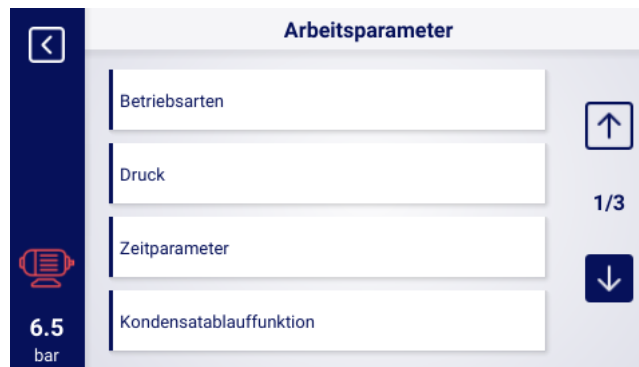 Arbeitsparameter
Betriebsarten
Druck
1/3
Zeitparameter
Kondensatablauffunktion
6.5
bar